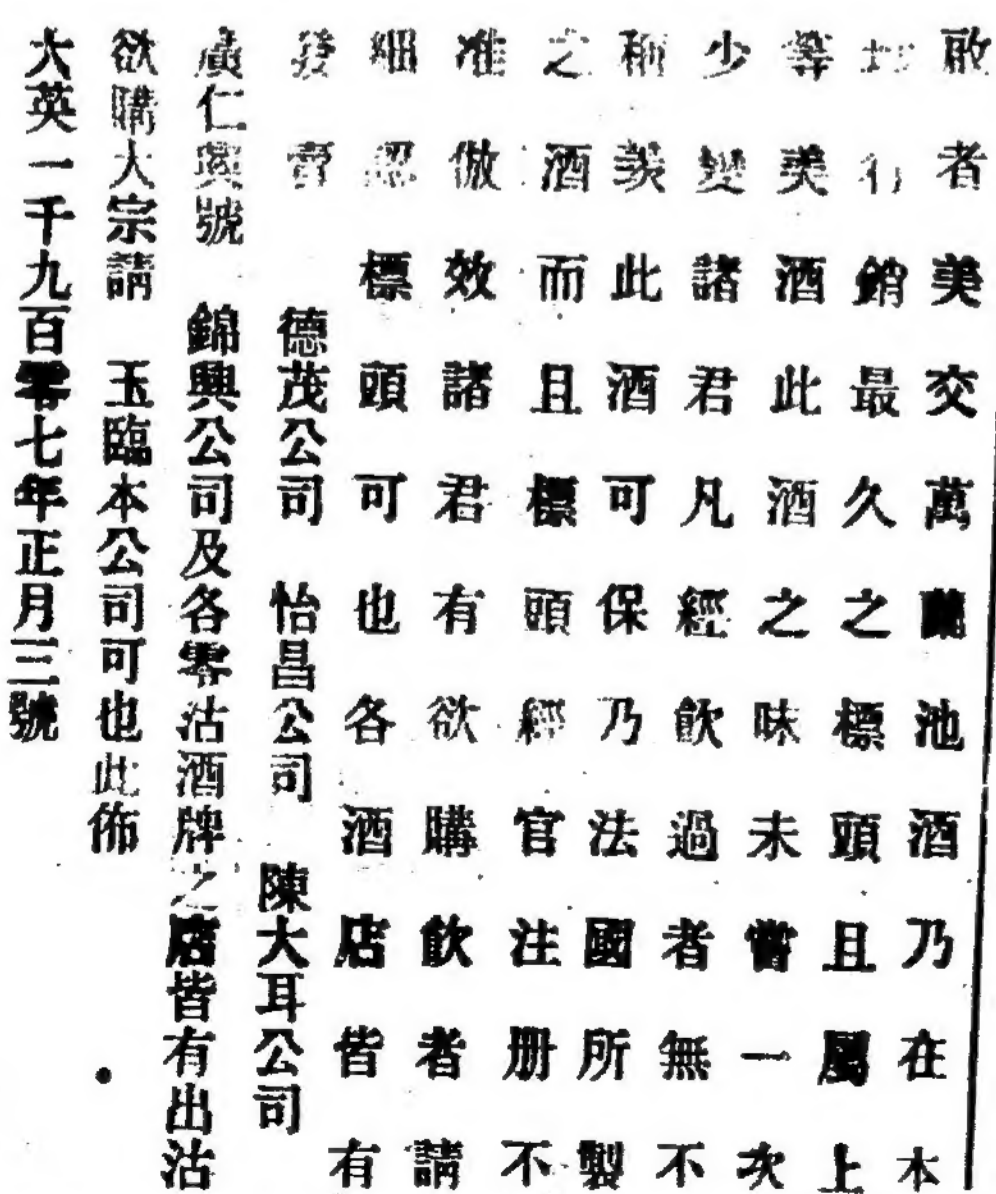 敬者美交萬蘭池酒乃在本
坡行銷最久之標頭且屬上
等美酒此酒之味未嘗一次
少變諸君凡經飲過者無不
稱羨此酒可保乃法國所製
之酒而且標頭經官注册不
准倣效諸君有欲購飲者請
細認標頭可也各酒店皆有
發賣 德茂公司 怡昌公司 陳大耳公司
廣仁興號 錦興公司及各零沽酒牌之店皆有出沽
欲購大宗請 玉臨本公司可也此佈
大英一千九百零七年正月三號